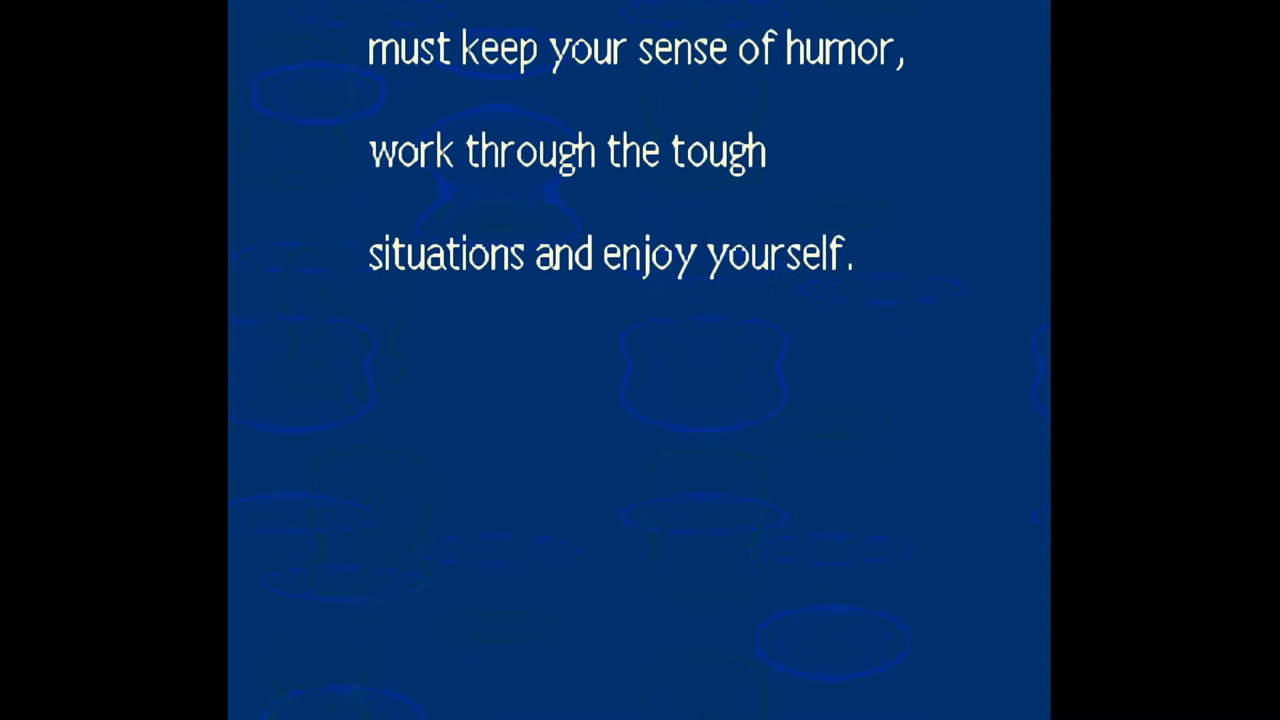 must keep your sense of humor,
work through the tough
situations and enjoy yourself.